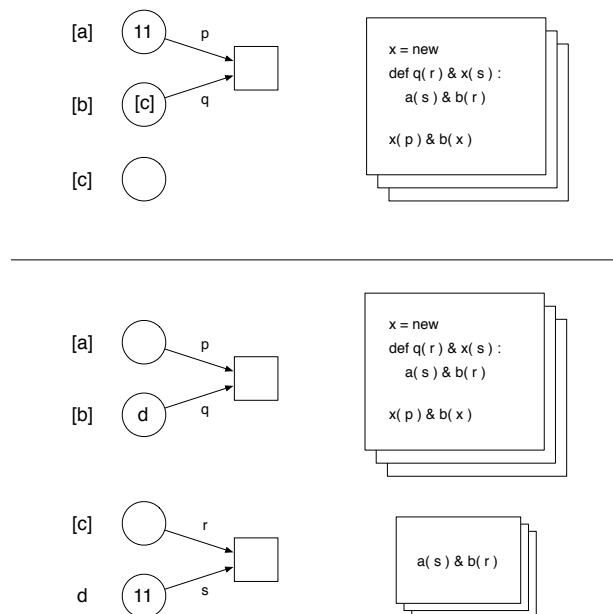 [a] 11 p
[b] [c] q
[c]
x = new
def q( r ) & x( s ) :
a( s ) & b( r )
x( p ) & b( x )
[a] p
[b] d q
x = new
def q( r ) & x( s ) :
a( s ) & b( r )
x( p ) & b( x )
[c] r
d 11 s
a( s ) & b( r )